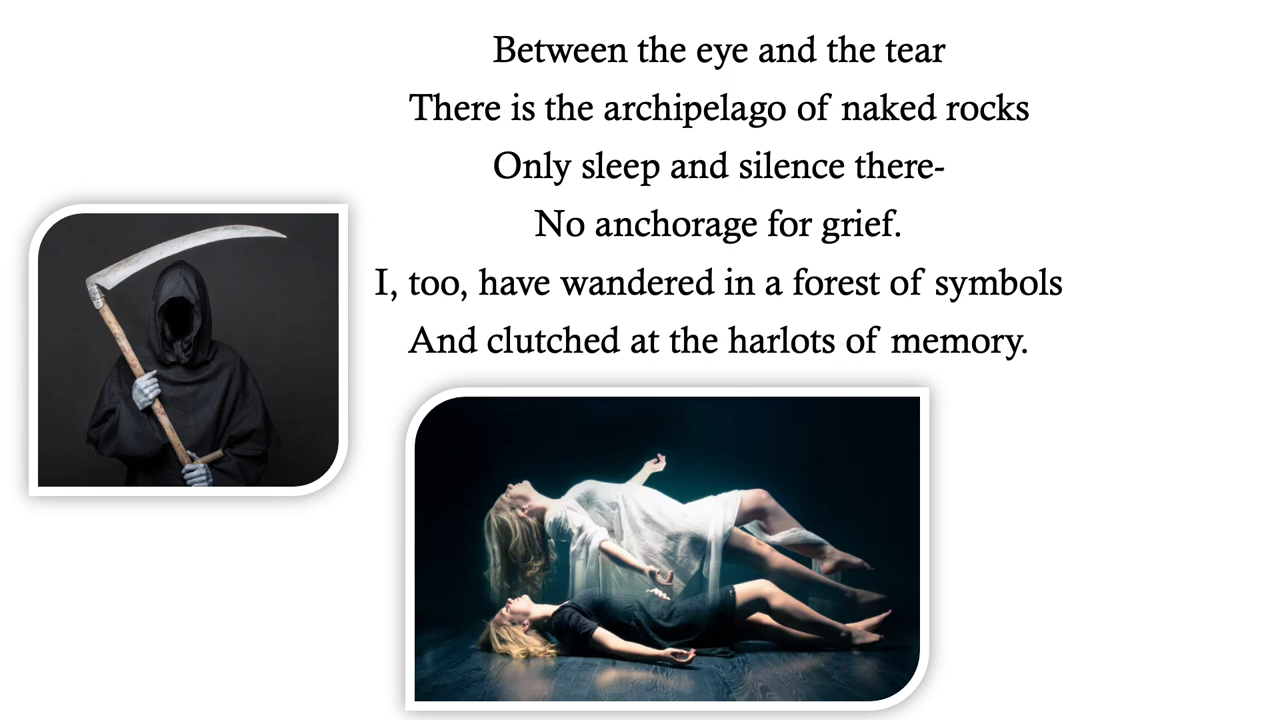 Between the eye and the tear
There is the archipelago of naked rocks
Only sleep and silence there-
No anchorage for grief.
I, too, have wandered in a forest of symbols
And clutched at the harlots of memory.